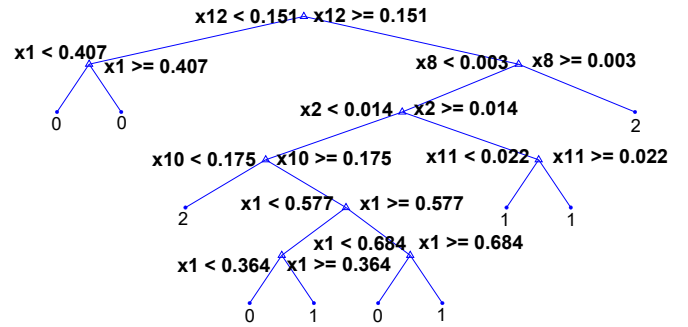 x12 < 0.151 x12 >= 0.151
x1 < 0.407 x1 >= 0.407 x8 < 0.003 x8 >= 0.003
0 0 x2 < 0.014 x2 >= 0.014 2
x10 < 0.175 x10 >= 0.175 x11 < 0.022 x11 >= 0.022
2 x1 < 0.577 x1 >= 0.577 1 1
x1 < 0.364 x1 >= 0.364 x1 < 0.684 x1 >= 0.684
0 1 0 1